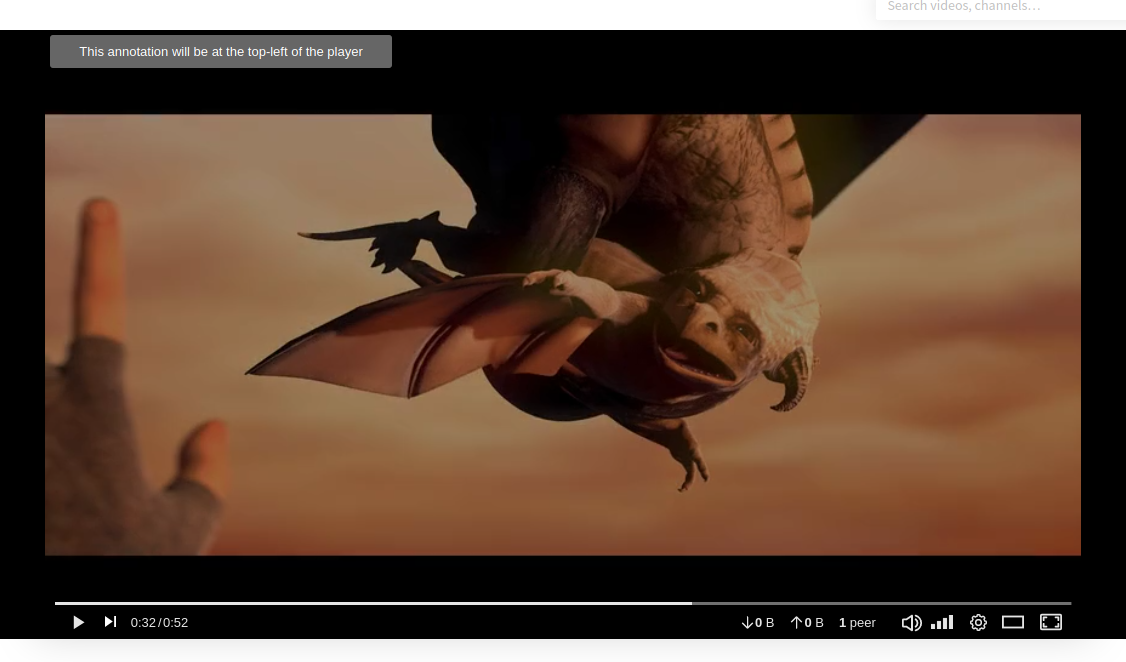 Search videos, channels…
This annotation will be at the top-left of the player
0:32/0:52
0 B
0 B
1 peer